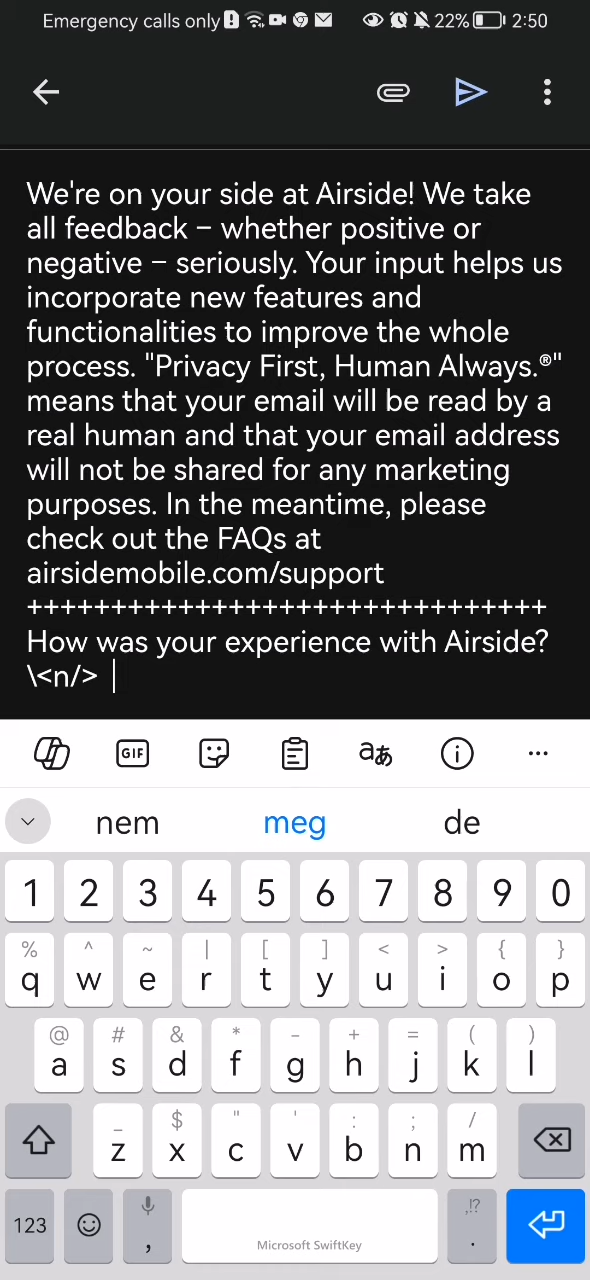 Emergency calls only 22% 2:50
We're on your side at Airside! We take
all feedback – whether positive or
negative – seriously. Your input helps us
incorporate new features and
functionalities to improve the whole
process. "Privacy First, Human Always.®"
means that your email will be read by a
real human and that your email address
will not be shared for any marketing
purposes. In the meantime, please
check out the FAQs at
airsidemobile.com/support
+++++++++++++++++++++++++++++++
How was your experience with Airside?
\<n/>
GIF aあ
nem meg de
1 2 3 4 5 6 7 8 9 0
% ^ ~ | [ ] < > { }
q w e r t y u i o p
@ # & * - + = ( )
a s d f g h j k l
_ $ " ' : ; /
z x c v b n m
123 , Microsoft SwiftKey ,!? .